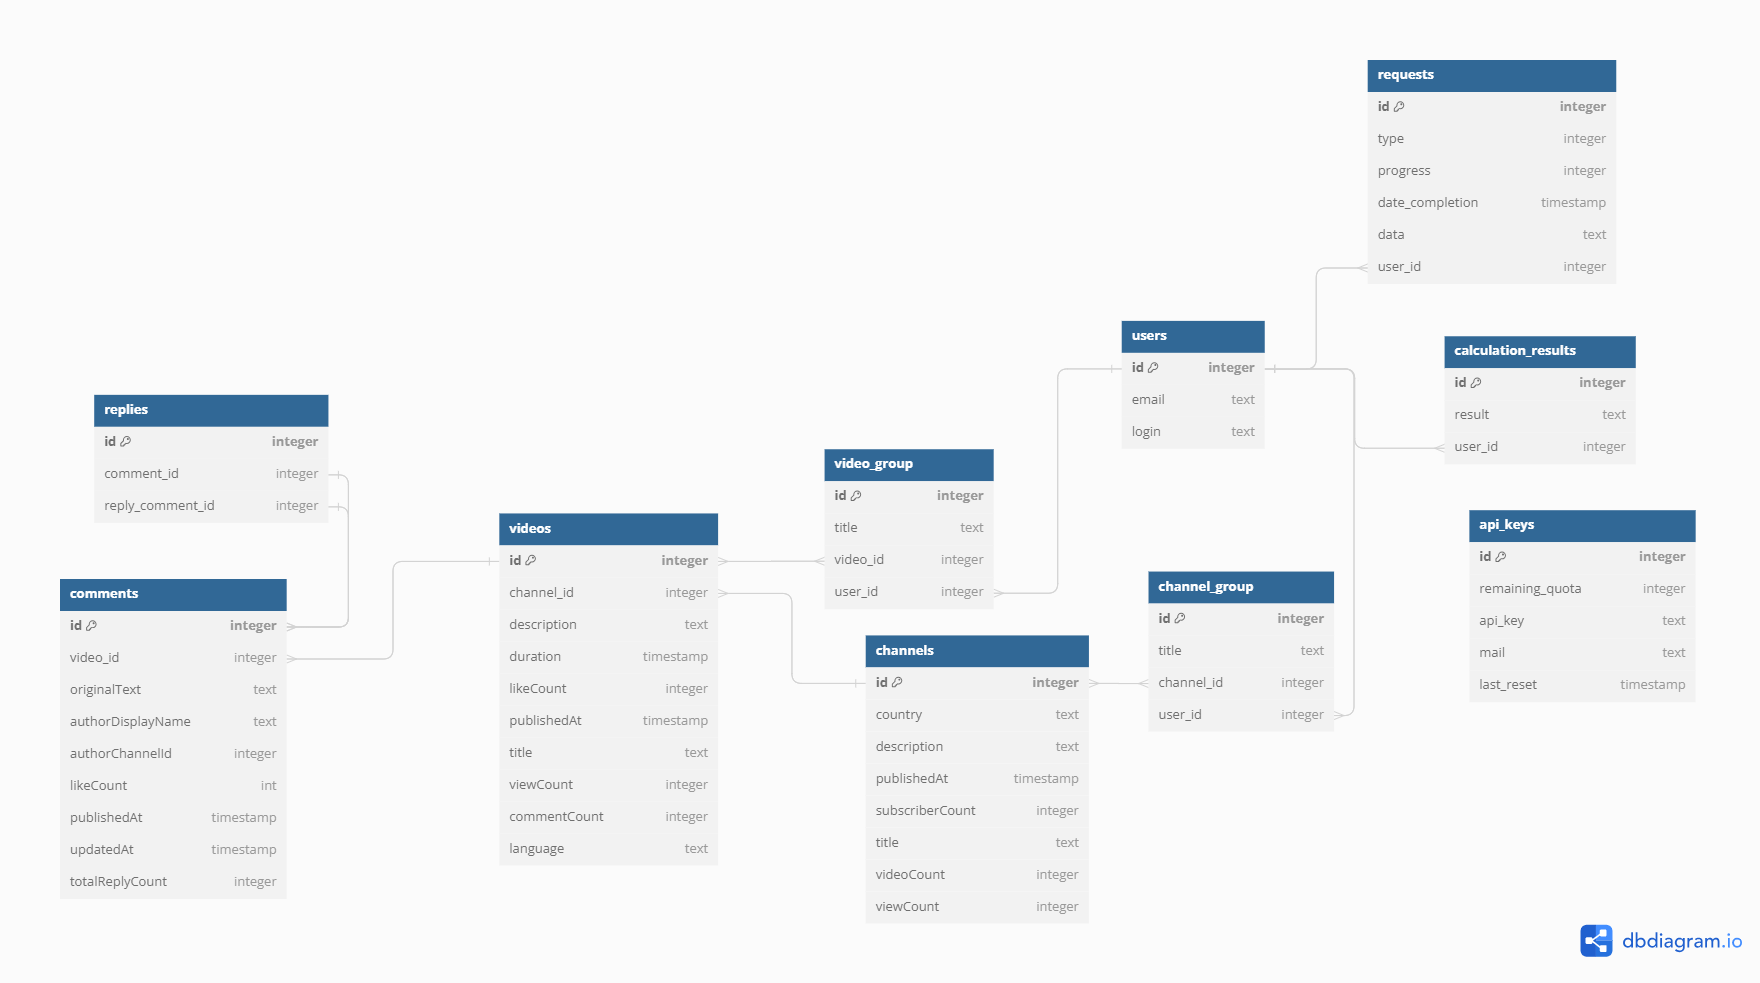 requests
id integer
type integer
progress integer
date_completion timestamp
data text
user_id integer
users
id integer
email text
login text
calculation_results
id integer
result text
user_id integer
replies
id integer
comment_id integer
reply_comment_id integer
video_group
id integer
title text
video_id integer
user_id integer
videos
id integer
channel_id integer
description text
duration timestamp
likeCount integer
publishedAt timestamp
title text
viewCount integer
commentCount integer
language text
api_keys
id integer
remaining_quota integer
api_key text
mail text
last_reset timestamp
comments
id integer
video_id integer
originalText text
authorDisplayName text
authorChannelId integer
likeCount int
publishedAt timestamp
updatedAt timestamp
totalReplyCount integer
channel_group
id integer
title text
channel_id integer
user_id integer
channels
id integer
country text
description text
publishedAt timestamp
subscriberCount integer
title text
videoCount integer
viewCount integer
dbdiagram.io